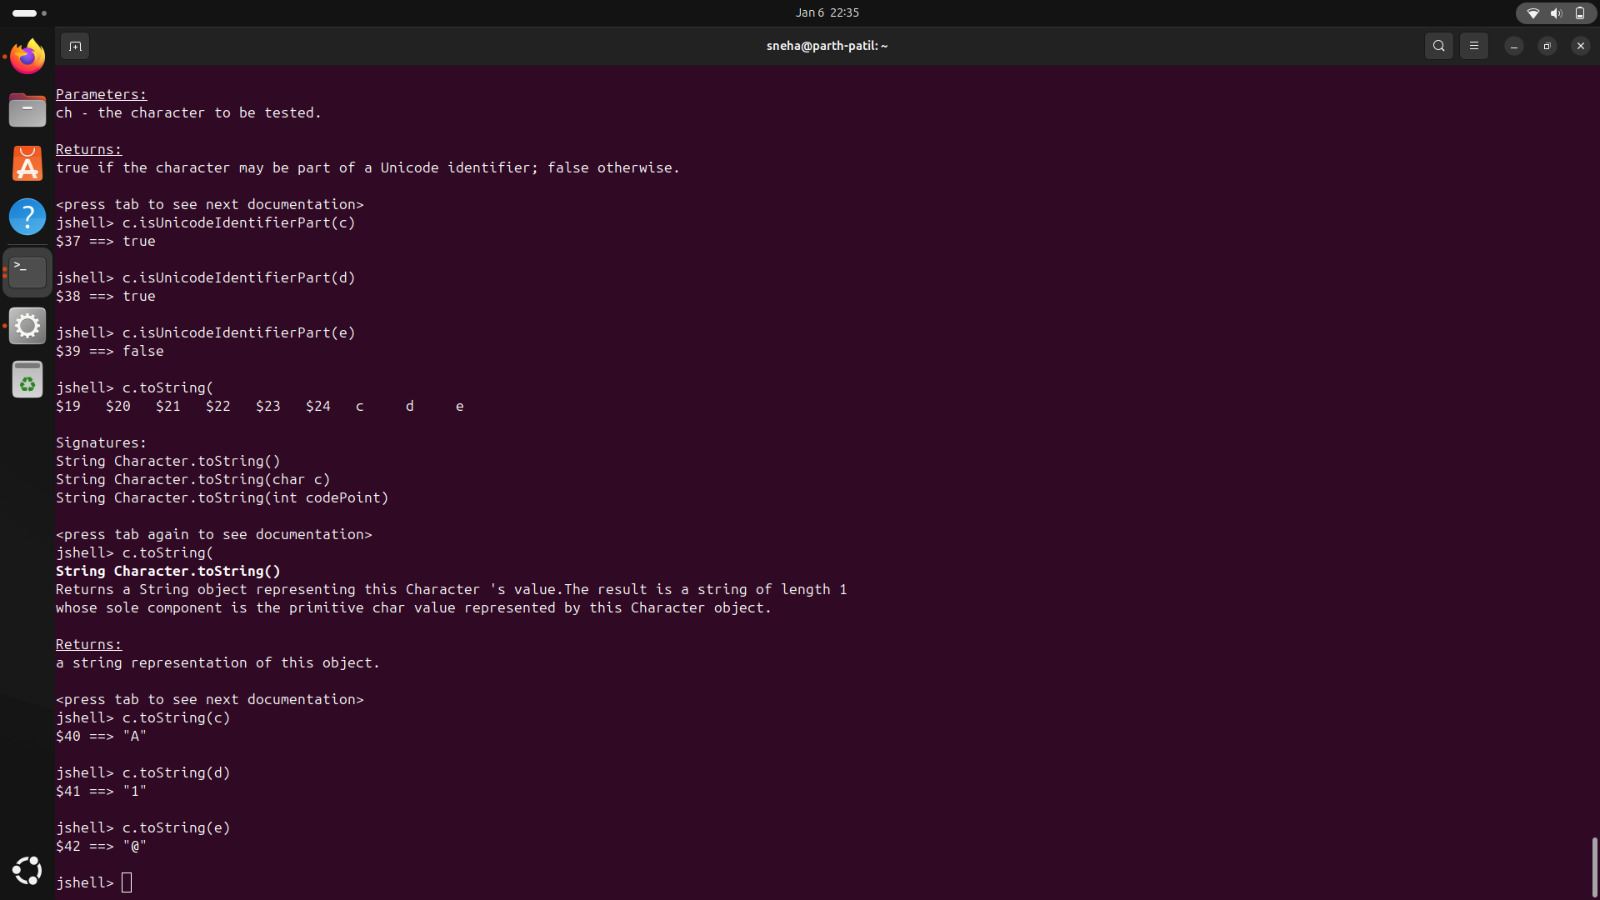 Jan 6 22:35
sneha@parth-patil: ~
Parameters:
ch - the character to be tested.
Returns:
true if the character may be part of a Unicode identifier; false otherwise.
<press tab to see next documentation>
jshell> c.isUnicodeIdentifierPart(c)
$37 ==> true
jshell> c.isUnicodeIdentifierPart(d)
$38 ==> true
jshell> c.isUnicodeIdentifierPart(e)
$39 ==> false
jshell> c.toString(
$19 $20 $21 $22 $23 $24 c d e
Signatures:
String Character.toString()
String Character.toString(char c)
String Character.toString(int codePoint)
<press tab again to see documentation>
jshell> c.toString(
String Character.toString()
Returns a String object representing this Character 's value.The result is a string of length 1
whose sole component is the primitive char value represented by this Character object.
Returns:
a string representation of this object.
<press tab to see next documentation>
jshell> c.toString(c)
$40 ==> "A"
jshell> c.toString(d)
$41 ==> "1"
jshell> c.toString(e)
$42 ==> "@"
jshell>